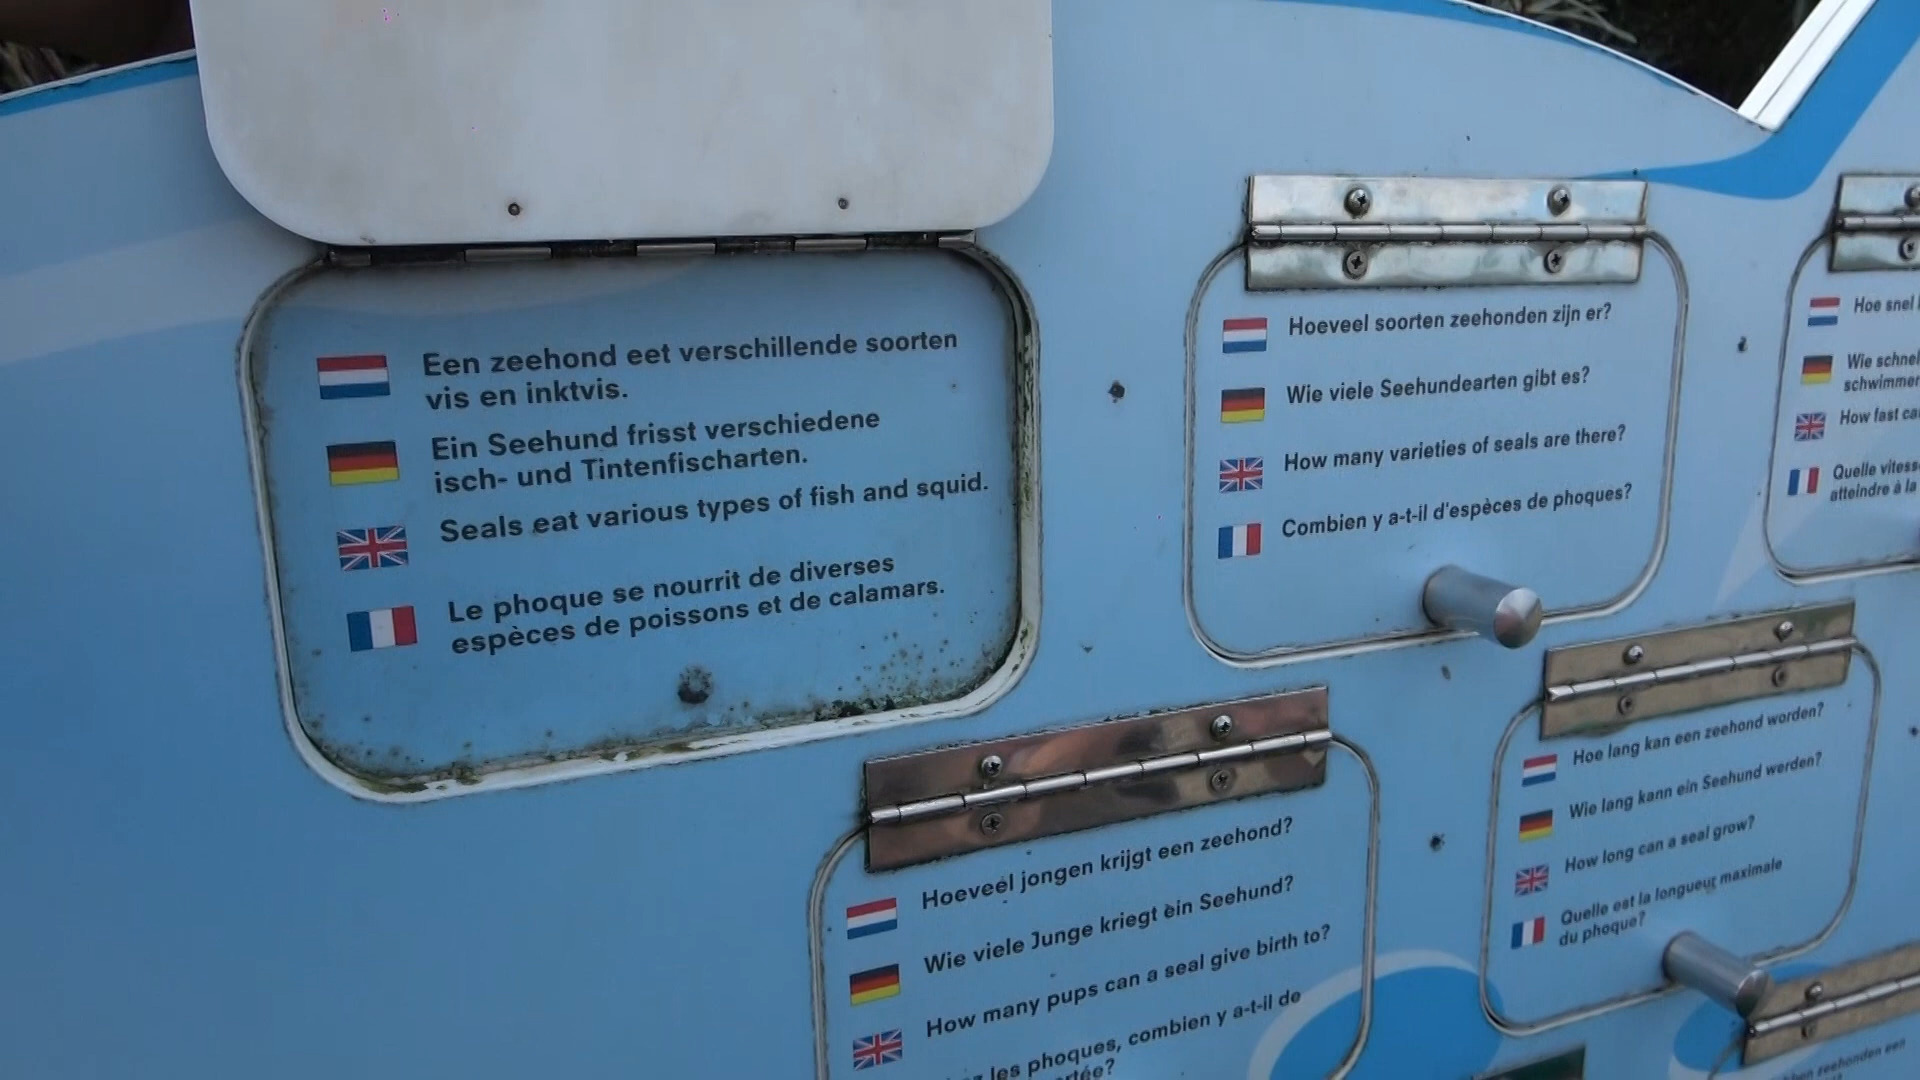 Een zeehond eet verschillende soorten
vis en inktvis.
Ein Seehund frisst verschiedene
isch- und Tintenfischarten.
Seals eat various types of fish and squid.
Le phoque se nourrit de diverses
espèces de poissons et de calamars.
Hoeveel soorten zeehonden zijn er?
Wie viele Seehundearten gibt es?
How many varieties of seals are there?
Combien y a-t-il d'espèces de phoques?
Hoe snel
Wie schnel
schwimmen
How fast ca
Quelle vitess
atteindre à la
Hoeveel jongen krijgt een zeehond?
Wie viele Junge kriegt ein Seehund?
How many pups can a seal give birth to?
les phoques, combien y a-t-il de
rtée?
Hoe lang kan een zeehond worden?
Wie lang kann ein Seehund werden?
How long can a seal grow?
Quelle est la longueur maximale
du phoque?
zeehonden een